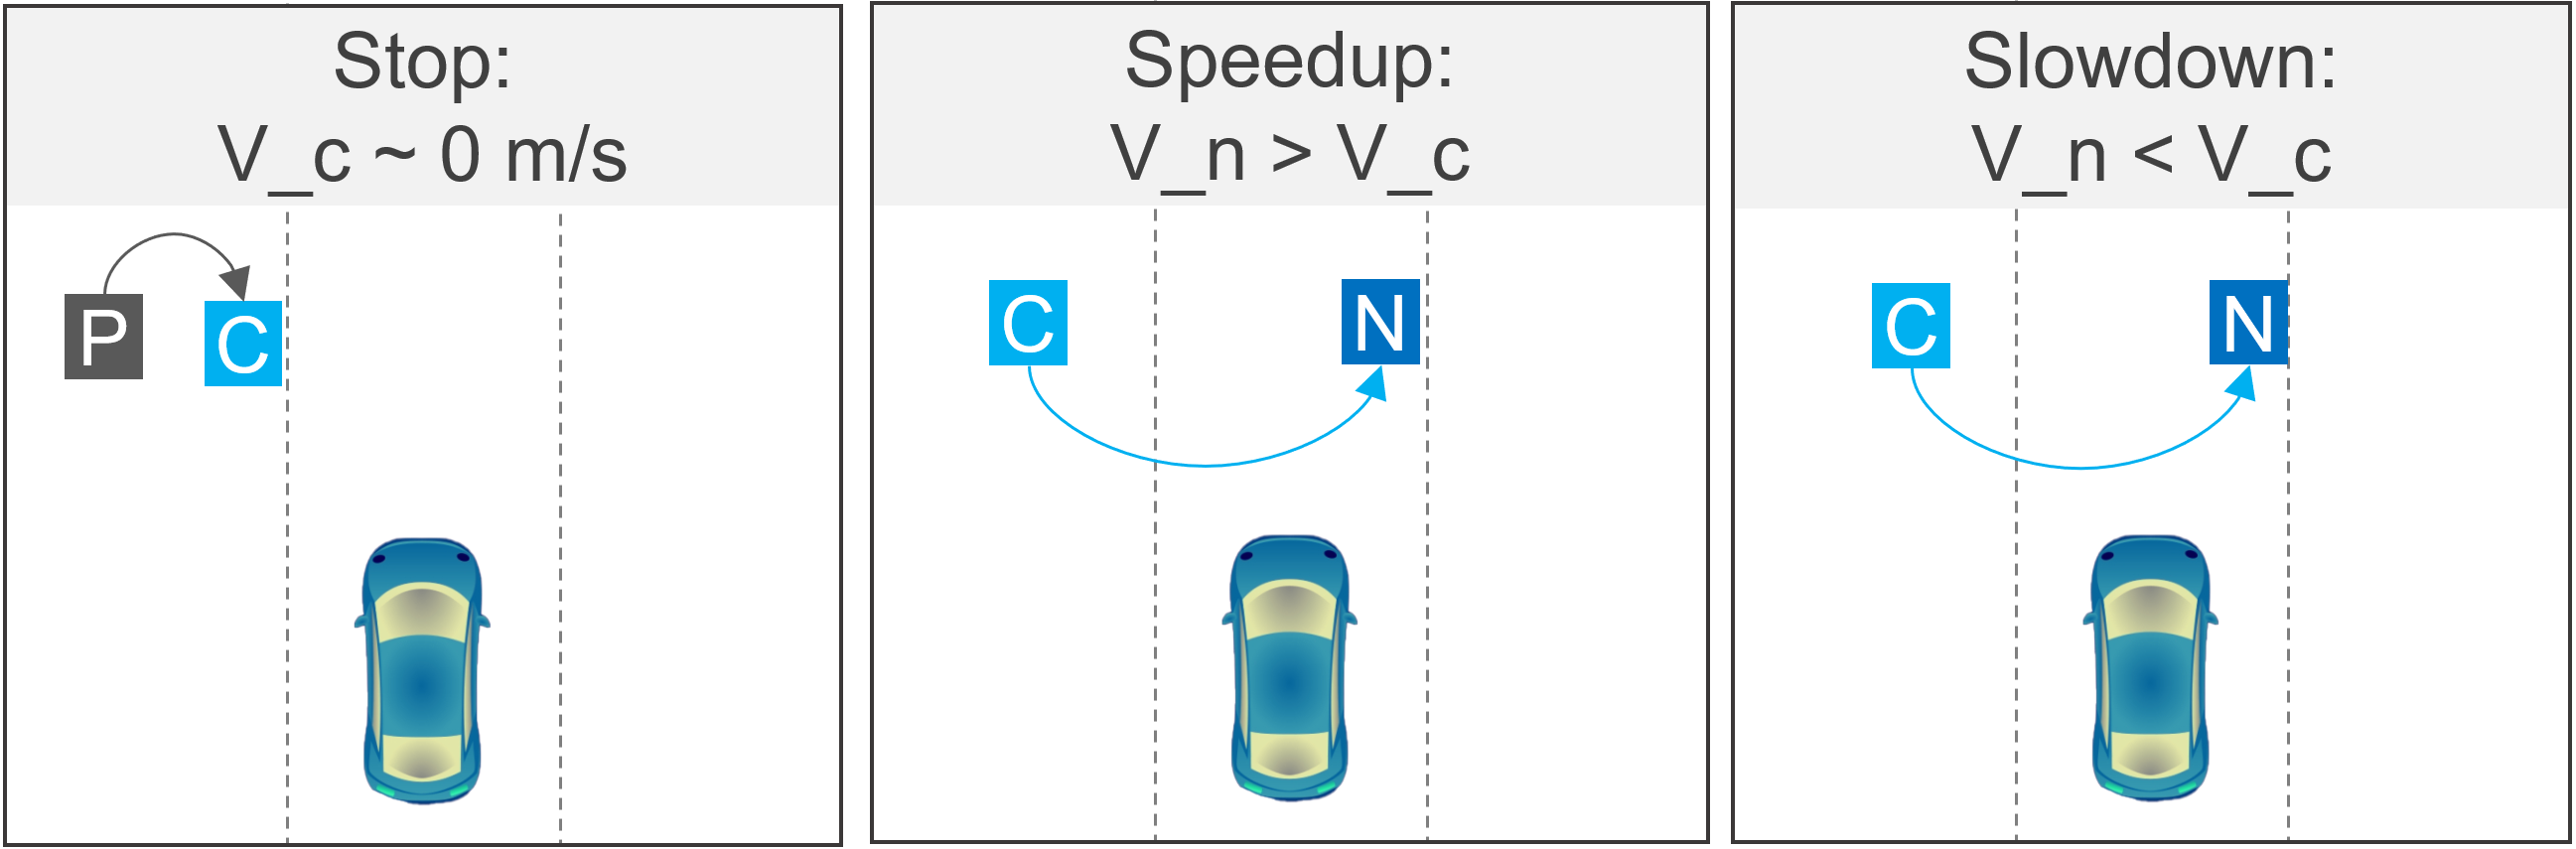 Stop:
V_c ~ 0 m/s
P
C
Speedup:
V_n > V_c
C
N
Slowdown:
V_n < V_c
C
N